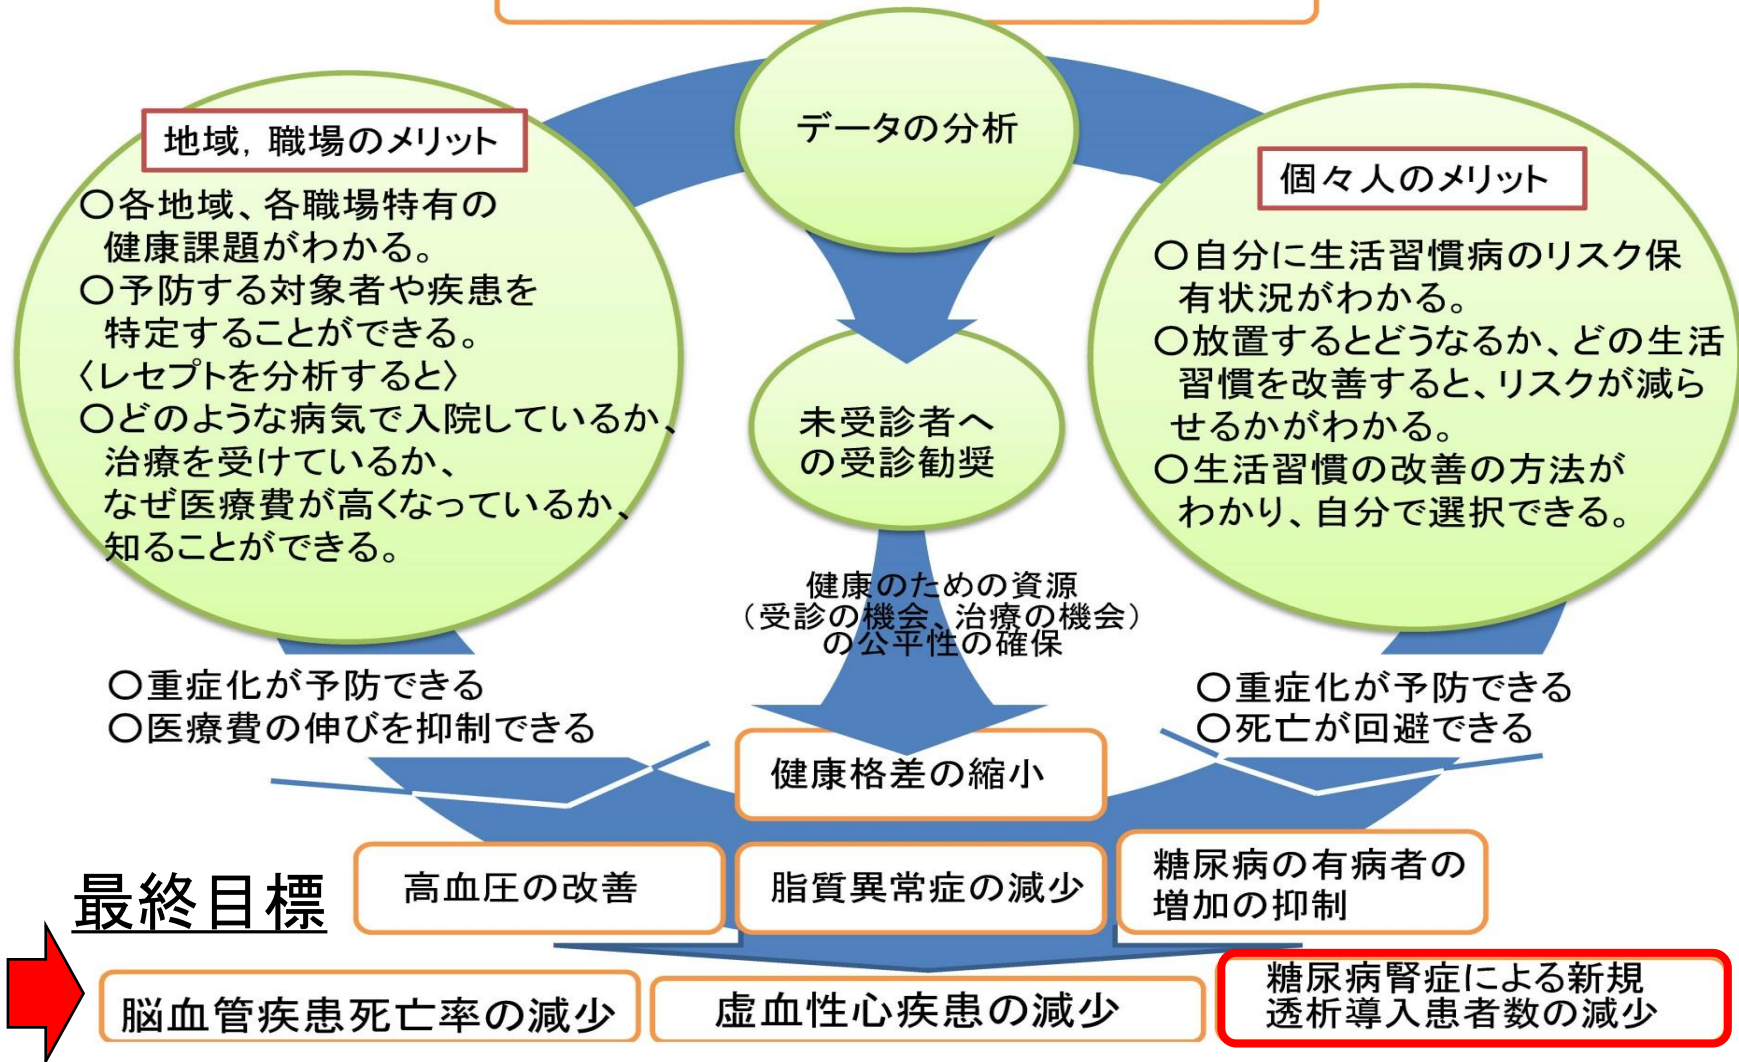 データの分析
地域，職場のメリット
○各地域、各職場特有の
健康課題がわかる。
○予防する対象者や疾患を
特定することができる。
〈レセプトを分析すると〉
○どのような病気で入院しているか、
治療を受けているか、
なぜ医療費が高くなっているか、
知ることができる。
個々人のメリット
○自分に生活習慣病のリスク保
有状況がわかる。
○放置するとどうなるか、どの生活
習慣を改善すると、リスクが減ら
せるかがわかる。
○生活習慣の改善の方法が
わかり、自分で選択できる。
未受診者へ
の受診勧奨
健康のための資源
（受診の機会、治療の機会）
の公平性の確保
○重症化が予防できる
○医療費の伸びを抑制できる
○重症化が予防できる
○死亡が回避できる
健康格差の縮小
高血圧の改善
脂質異常症の減少
糖尿病の有病者の
増加の抑制
最終目標
脳血管疾患死亡率の減少
虚血性心疾患の減少
糖尿病腎症による新規
透析導入患者数の減少